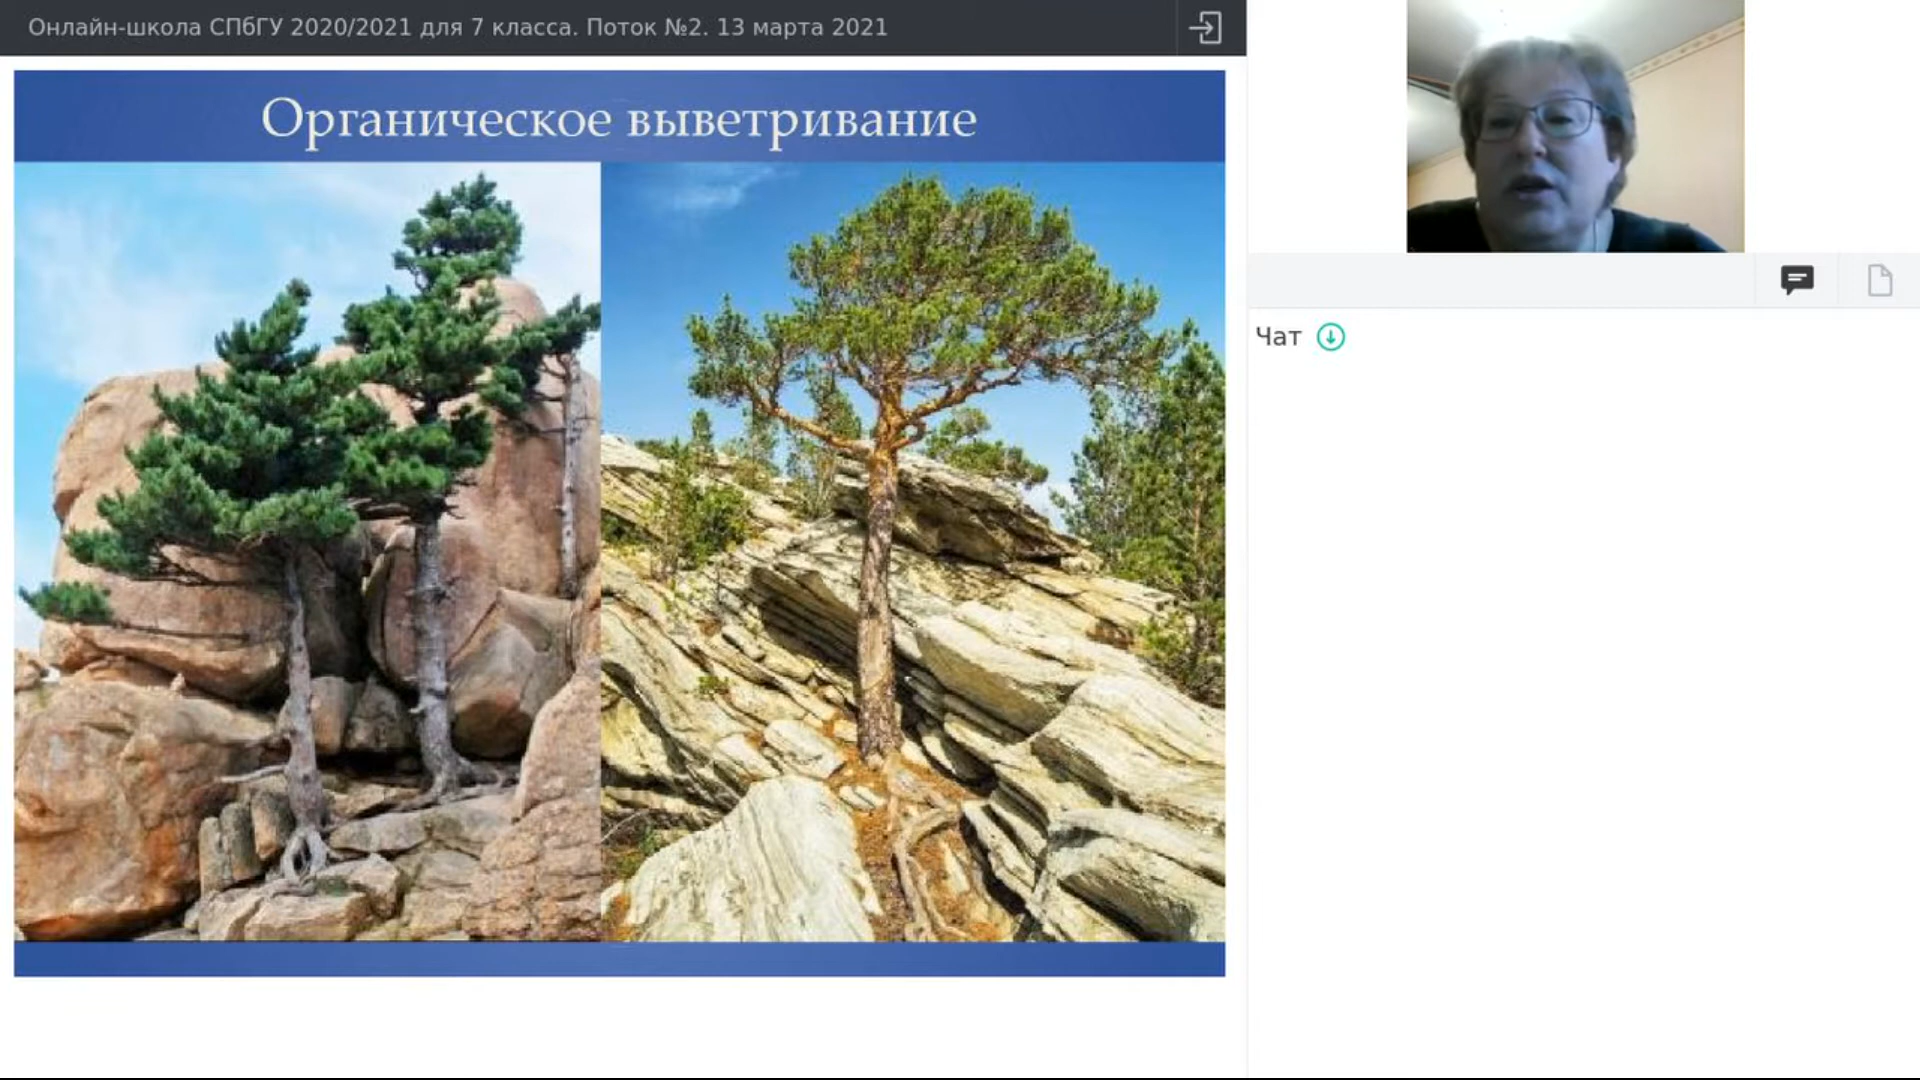 Онлайн-школа СПбГУ 2020/2021 для 7 класса. Поток №2. 13 марта 2021
Органическое выветривание
Чат